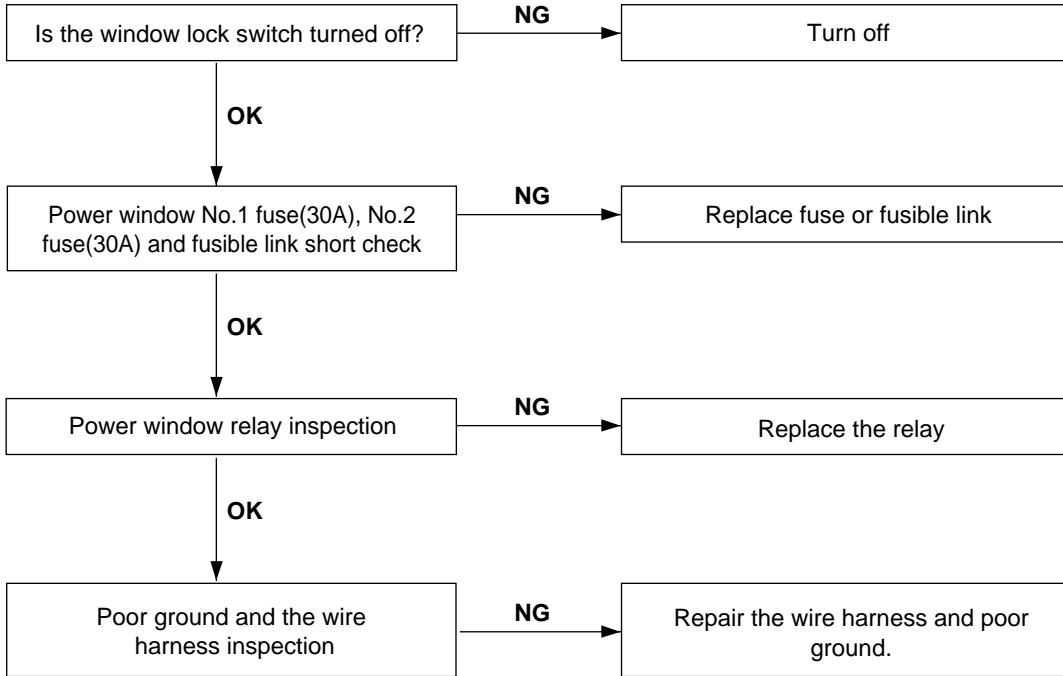 Is the window lock switch turned off?
NG
Turn off
OK
Power window No.1 fuse(30A), No.2
fuse(30A) and fusible link short check
NG
Replace fuse or fusible link
OK
Power window relay inspection
NG
Replace the relay
OK
Poor ground and the wire
harness inspection
NG
Repair the wire harness and poor
ground.